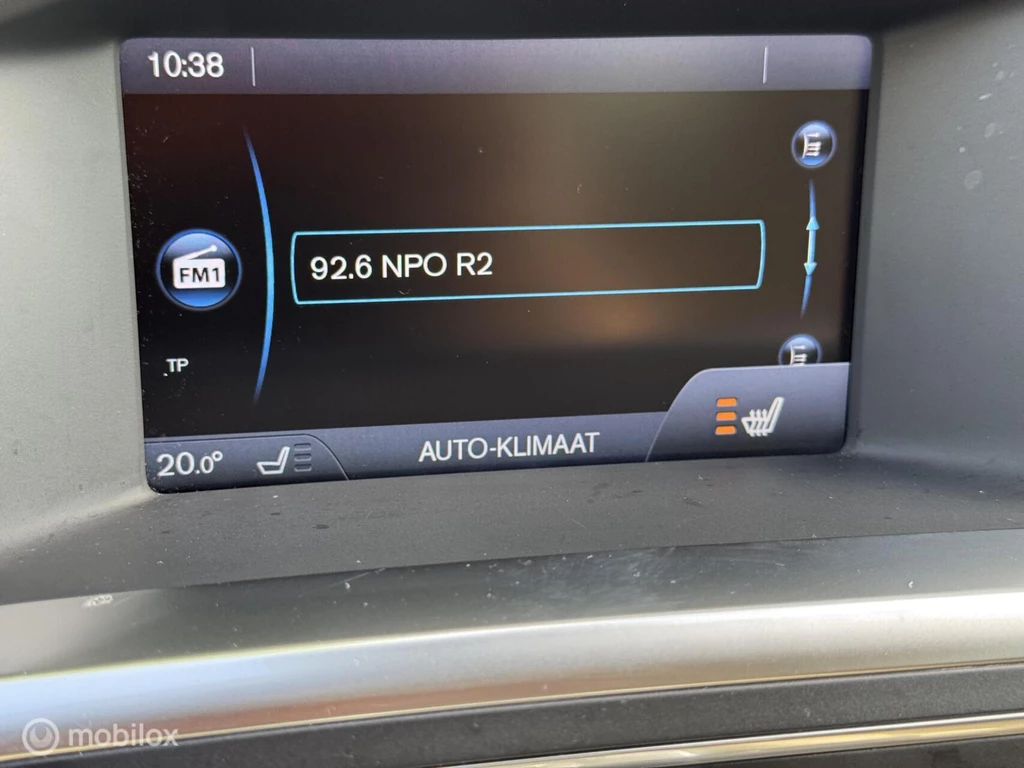 10:38
FM1
92.6 NPO R2
TP
20.0°
AUTO-KLIMAAT
mobilox